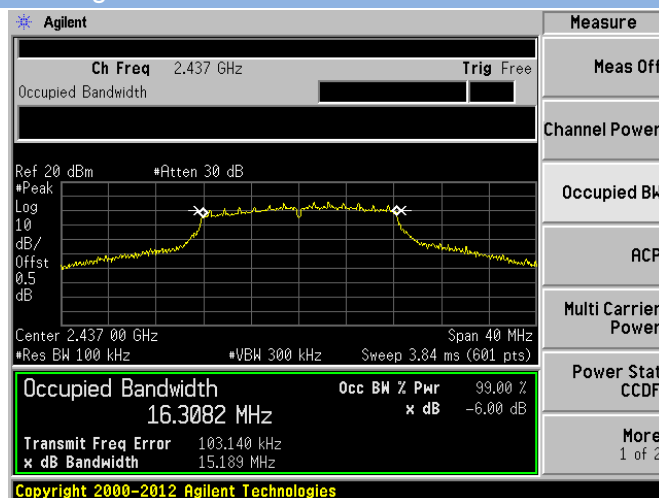 Agilent
Measure
Ch Freq 2.437 GHz Trig Free
Occupied Bandwidth
Meas Off
Channel Power
Ref 20 dBm #Atten 30 dB
#Peak
Log
10
dB/
Offst
0.5
dB
Occupied BW
ACP
Multi Carrier
Power
Center 2.437 00 GHz Span 40 MHz
#Res BW 100 kHz #VBW 300 kHz Sweep 3.84 ms (601 pts)
Power Stat
CCDF
Occupied Bandwidth Occ BW % Pwr 99.00 %
16.3082 MHz x dB -6.00 dB
Transmit Freq Error 103.140 kHz
x dB Bandwidth 15.189 MHz
More
1 of 2
Copyright 2000-2012 Agilent Technologies